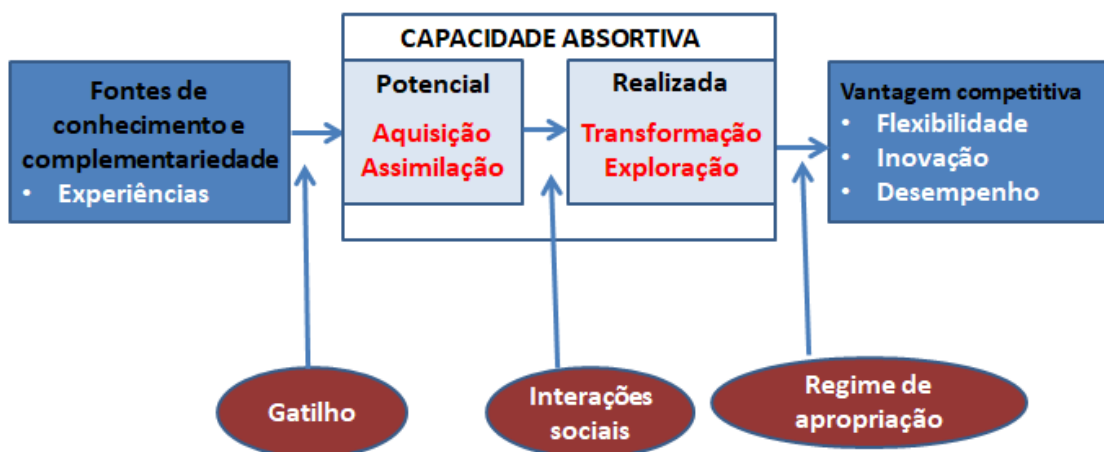 CAPACIDADE ABSORTIVA
Fontes de
conhecimento e
complementariedade
• Experiências
Potencial
Aquisição
Assimilação
Realizada
Transformação
Exploração
Vantagem competitiva
• Flexibilidade
• Inovação
• Desempenho
Gatilho
Interações
sociais
Regime de
apropriação